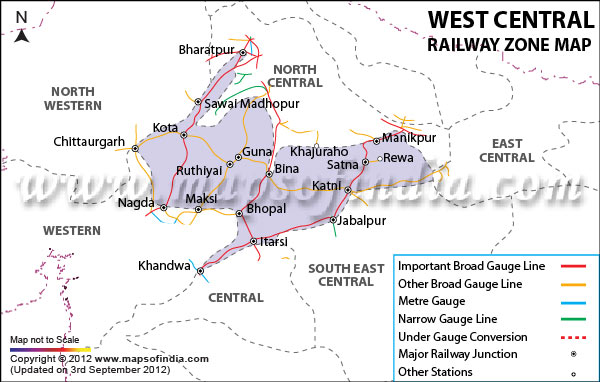 WEST CENTRAL
RAILWAY ZONE MAP
N
Bharatpur
NORTH
CENTRAL
NORTH
WESTERN
Sawai Madhopur
Kota
Chittaurgarh
Manikpur
Khajuraho
EAST
CENTRAL
Guna
Ruthiyai
Satna
Rewa
Bina
Katni
www.mapsofindia.com
Nagda
Maksi
Bhopal
Jabalpur
WESTERN
Itarsi
Khandwa
SOUTH EAST
CENTRAL
CENTRAL
Important Broad Gauge Line
Other Broad Gauge Line
Metre Gauge
Narrow Gauge Line
Under Gauge Conversion
Major Railway Junction
Other Stations
Map not to Scale
Copyright © 2012 www.mapsofindia.com
(Updated on 3rd September 2012)